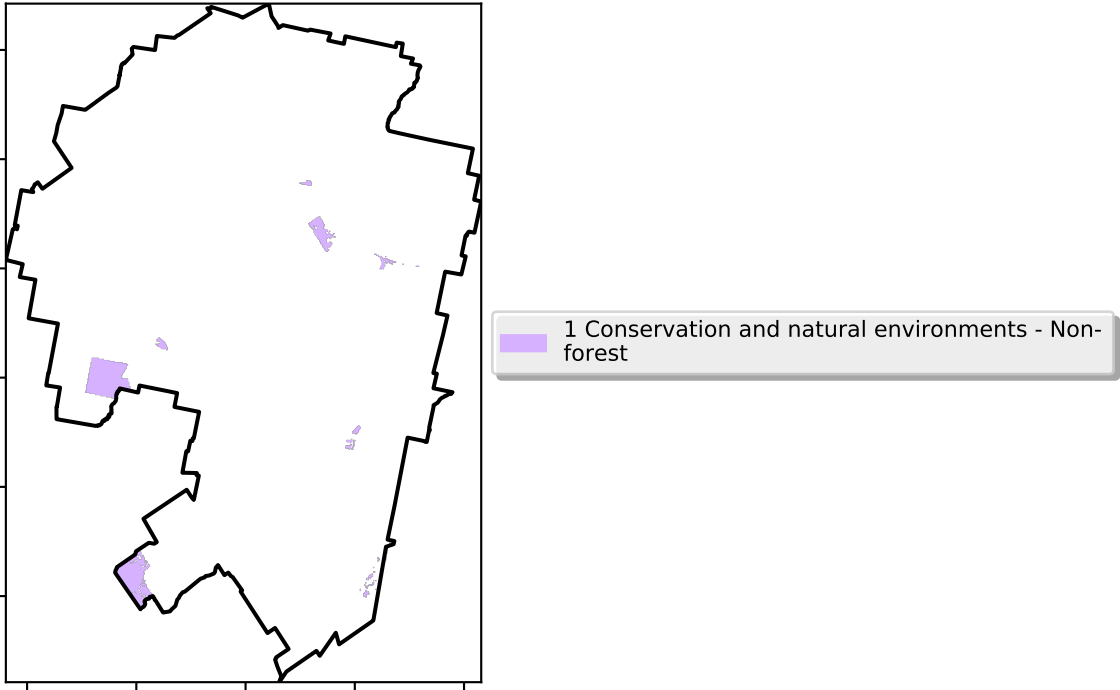 1 Conservation and natural environments - Non-
forest